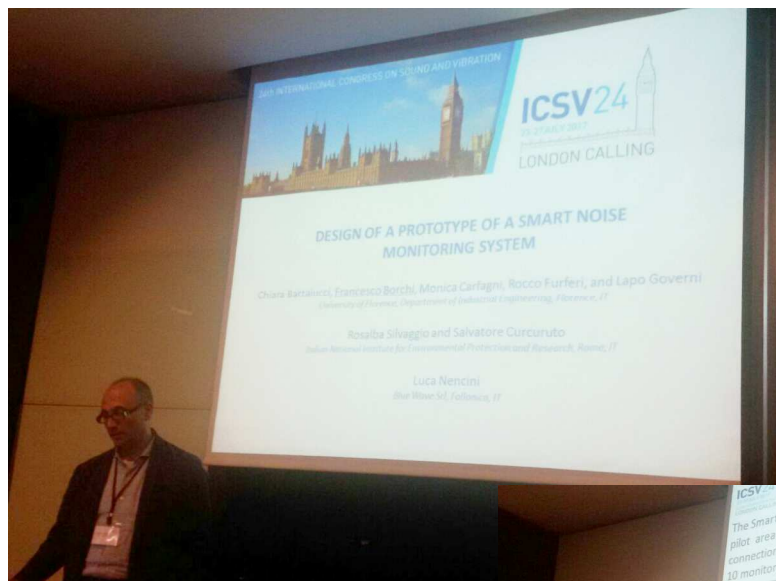 24th INTERNATIONAL CONGRESS ON SOUND AND VIBRATION
ICSV24
23-27 JULY 2017
LONDON CALLING
DESIGN OF A PROTOTYPE OF A SMART NOISE
MONITORING SYSTEM
Chiara Bartalucci, Francesco Borchi, Monica Carfagni, Rocco Furferi, and Lapo Governi
University of Florence, Department of Industrial Engineering, Florence, IT
Rosalba Silvaggio and Salvatore Curcuruto
Italian National Institute for Environmental Protection and Research, Rome, IT
Luca Nencini
Blue Wave Srl, Follonica, IT
ICSV24
The Smart
pilot area
connection
10 monitor